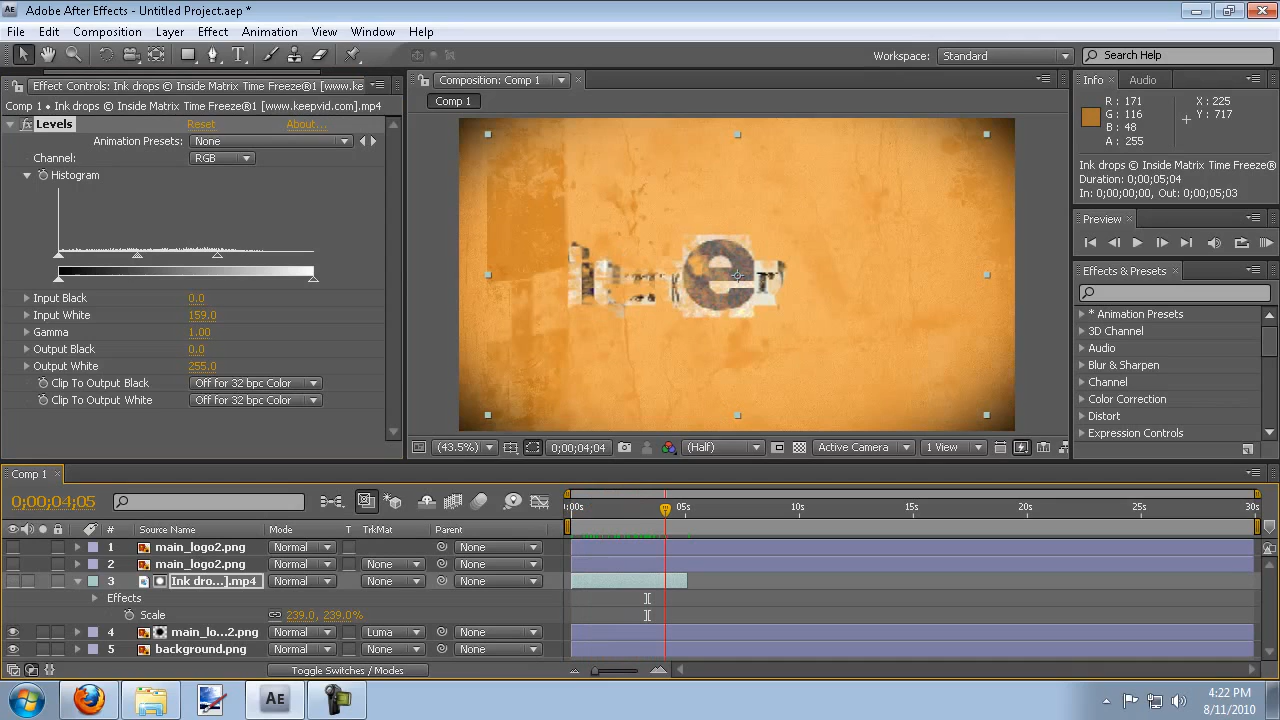 Adobe After Effects - Untitled Project.aep *
File Edit Composition Layer Effect Animation View Window Help
Workspace: Standard Search Help
Effect Controls: Ink drops © Inside Matrix Time Freeze®1 [www.ke
Comp 1 • Ink drops © Inside Matrix Time Freeze®1 [www.keepvid.com].mp4
Levels Reset About...
Animation Presets: None
Channel: RGB
Histogram
Input Black 0.0
Input White 159.0
Gamma 1.00
Output Black 0.0
Output White 255.0
Clip To Output Black Off for 32 bpc Color
Clip To Output White Off for 32 bpc Color
Composition: Comp 1
Comp 1
(43.5%) 0;00;04;04 (Half) Active Camera 1 View
Info Audio
R : 171 X : 225
G : 116 Y : 717
B : 48
A : 255
Ink drops © Inside Matrix Time Freeze®1
Duration: 0;00;05;04
In: 0;00;00;00, Out: 0;00;05;03
Preview
Effects & Presets
* Animation Presets
3D Channel
Audio
Blur & Sharpen
Channel
Color Correction
Distort
Expression Controls
Comp 1
0;00;04;05
:00s 05s 10s 15s 20s 25s 30s
# Source Name Mode T TrkMat Parent
1 main_logo2.png Normal None
2 main_logo2.png Normal None None
3 Ink dro...].mp4 Normal None None
Effects
Scale 239.0, 239.0%
4 main_lo...2.png Normal Luma None
5 background.png Normal None None
Toggle Switches / Modes
AE
4:22 PM
8/11/2010